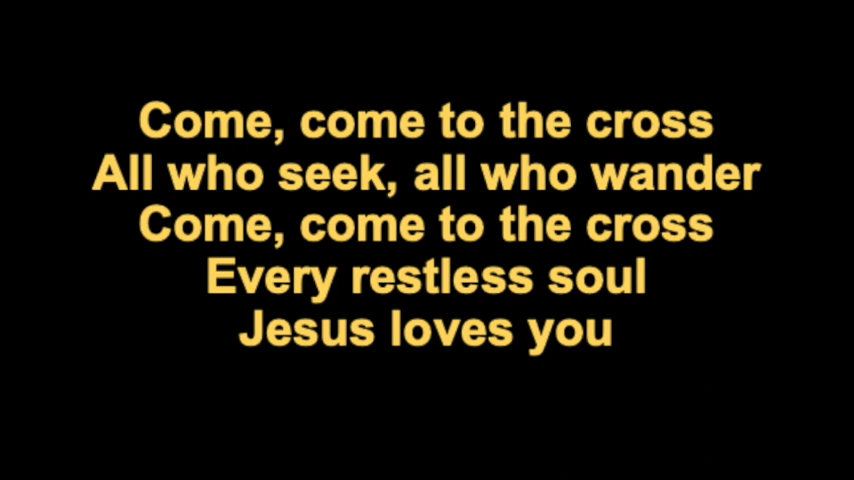 Come, come to the cross
All who seek, all who wander
Come, come to the cross
Every restless soul
Jesus loves you